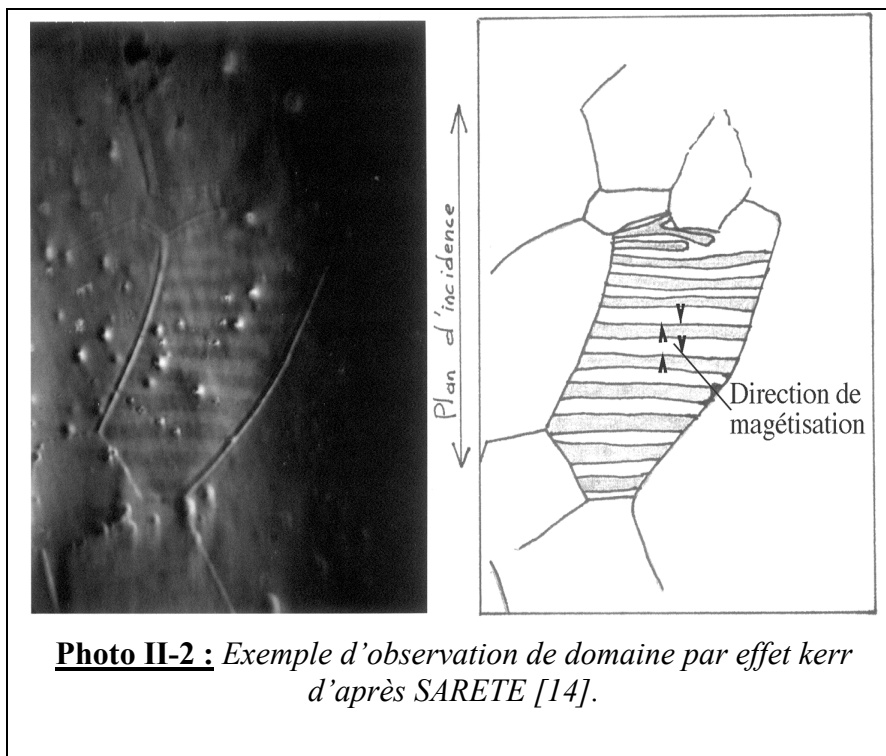 Plan d'incidence
Direction de
magétisation
Photo II-2 : Exemple d'observation de domaine par effet kerr
d'après SARETE [14].